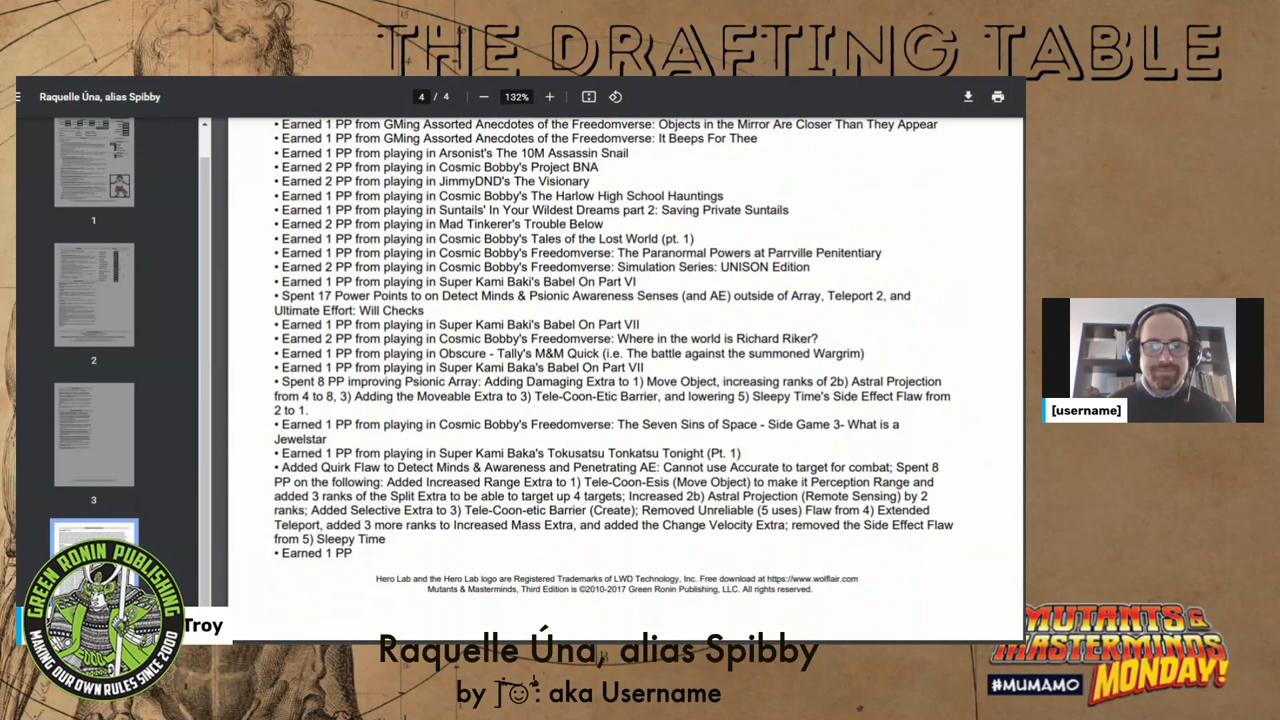 THE DRAFTING TABLE
Raquelle Úna, alias Spibby
4 / 4
132%
• Earned 1 PP from GMing Assorted Anecdotes of the Freedomverse: Objects in the Mirror Are Closer Than They Appear
• Earned 1 PP from GMing Assorted Anecdotes of the Freedomverse: It Beeps For Thee
• Earned 1 PP from playing in Arsonist's The 10M Assassin Snail
• Earned 2 PP from playing in Cosmic Bobby's Project BNA
• Earned 2 PP from playing in JimmyDND's The Visionary
• Earned 1 PP from playing in Cosmic Bobby's The Harlow High School Hauntings
• Earned 1 PP from playing in Suntails' In Your Wildest Dreams part 2: Saving Private Suntails
• Earned 2 PP from playing in Mad Tinkerer's Trouble Below
• Earned 1 PP from playing in Cosmic Bobby's Tales of the Lost World (pt. 1)
• Earned 1 PP from playing in Cosmic Bobby's Freedomverse: The Paranormal Powers at Parrville Penitentiary
• Earned 2 PP from playing in Cosmic Bobby's Freedomverse: Simulation Series: UNISON Edition
• Earned 1 PP from playing in Super Kami Baki's Babel On Part VI
• Spent 17 Power Points to on Detect Minds & Psionic Awareness Senses (and AE) outside of Array, Teleport 2, and
Ultimate Effort: Will Checks
• Earned 1 PP from playing in Super Kami Baki's Babel On Part VII
• Earned 2 PP from playing in Cosmic Bobby's Freedomverse: Where in the world is Richard Riker?
• Earned 1 PP from playing in Obscure - Tally's M&M Quick (i.e. The battle against the summoned Wargrim)
• Earned 1 PP from playing in Super Kami Baka's Babel On Part VII
• Spent 8 PP improving Psionic Array: Adding Damaging Extra to 1) Move Object, increasing ranks of 2b) Astral Projection
from 4 to 8, 3) Adding the Moveable Extra to 3) Tele-Coon-Etic Barrier, and lowering 5) Sleepy Time's Side Effect Flaw from
2 to 1.
• Earned 1 PP from playing in Cosmic Bobby's Freedomverse: The Seven Sins of Space - Side Game 3- What is a
Jewelstar
• Earned 1 PP from playing in Super Kami Baka's Tokusatsu Tonkatsu Tonight (Pt. 1)
• Added Quirk Flaw to Detect Minds & Awareness and Penetrating AE: Cannot use Accurate to target for combat; Spent 8
PP on the following: Added Increased Range Extra to 1) Tele-Coon-Esis (Move Object) to make it Perception Range and
added 3 ranks of the Split Extra to be able to target up 4 targets; Increased 2b) Astral Projection (Remote Sensing) by 2
ranks; Added Selective Extra to 3) Tele-Coon-etic Barrier (Create); Removed Unreliable (5 uses) Flaw from 4) Extended
Teleport, added 3 more ranks to Increased Mass Extra, and added the Change Velocity Extra; removed the Side Effect Flaw
from 5) Sleepy Time
• Earned 1 PP
Hero Lab and the Hero Lab logo are Registered Trademarks of LWD Technology, Inc. Free download at https://www.wolflair.com
Mutants & Masterminds, Third Edition is ©2010-2017 Green Ronin Publishing, LLC. All rights reserved.
1
2
3
[username]
GREEN RONIN PUBLISHING
MAKING OUR OWN RULES SINCE 2000
Troy
Raquelle Úna, alias Spibby
aka Username
by
MUTANTS &
MASTERMINDS
MONDAY!
#MUMAMO